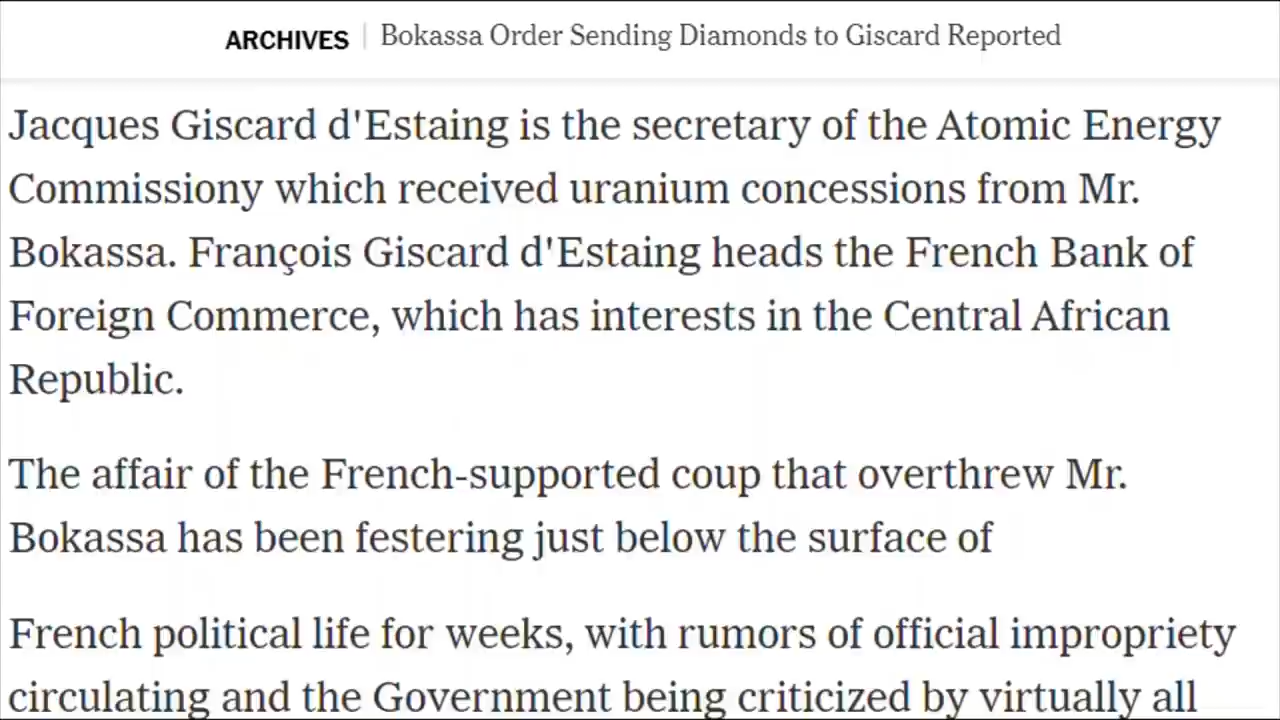 ARCHIVES | Bokassa Order Sending Diamonds to Giscard Reported
Jacques Giscard d'Estaing is the secretary of the Atomic Energy
Commissiony which received uranium concessions from Mr.
Bokassa. François Giscard d'Estaing heads the French Bank of
Foreign Commerce, which has interests in the Central African
Republic.
The affair of the French-supported coup that overthrew Mr.
Bokassa has been festering just below the surface of
French political life for weeks, with rumors of official impropriety
circulating and the Government being criticized by virtually all